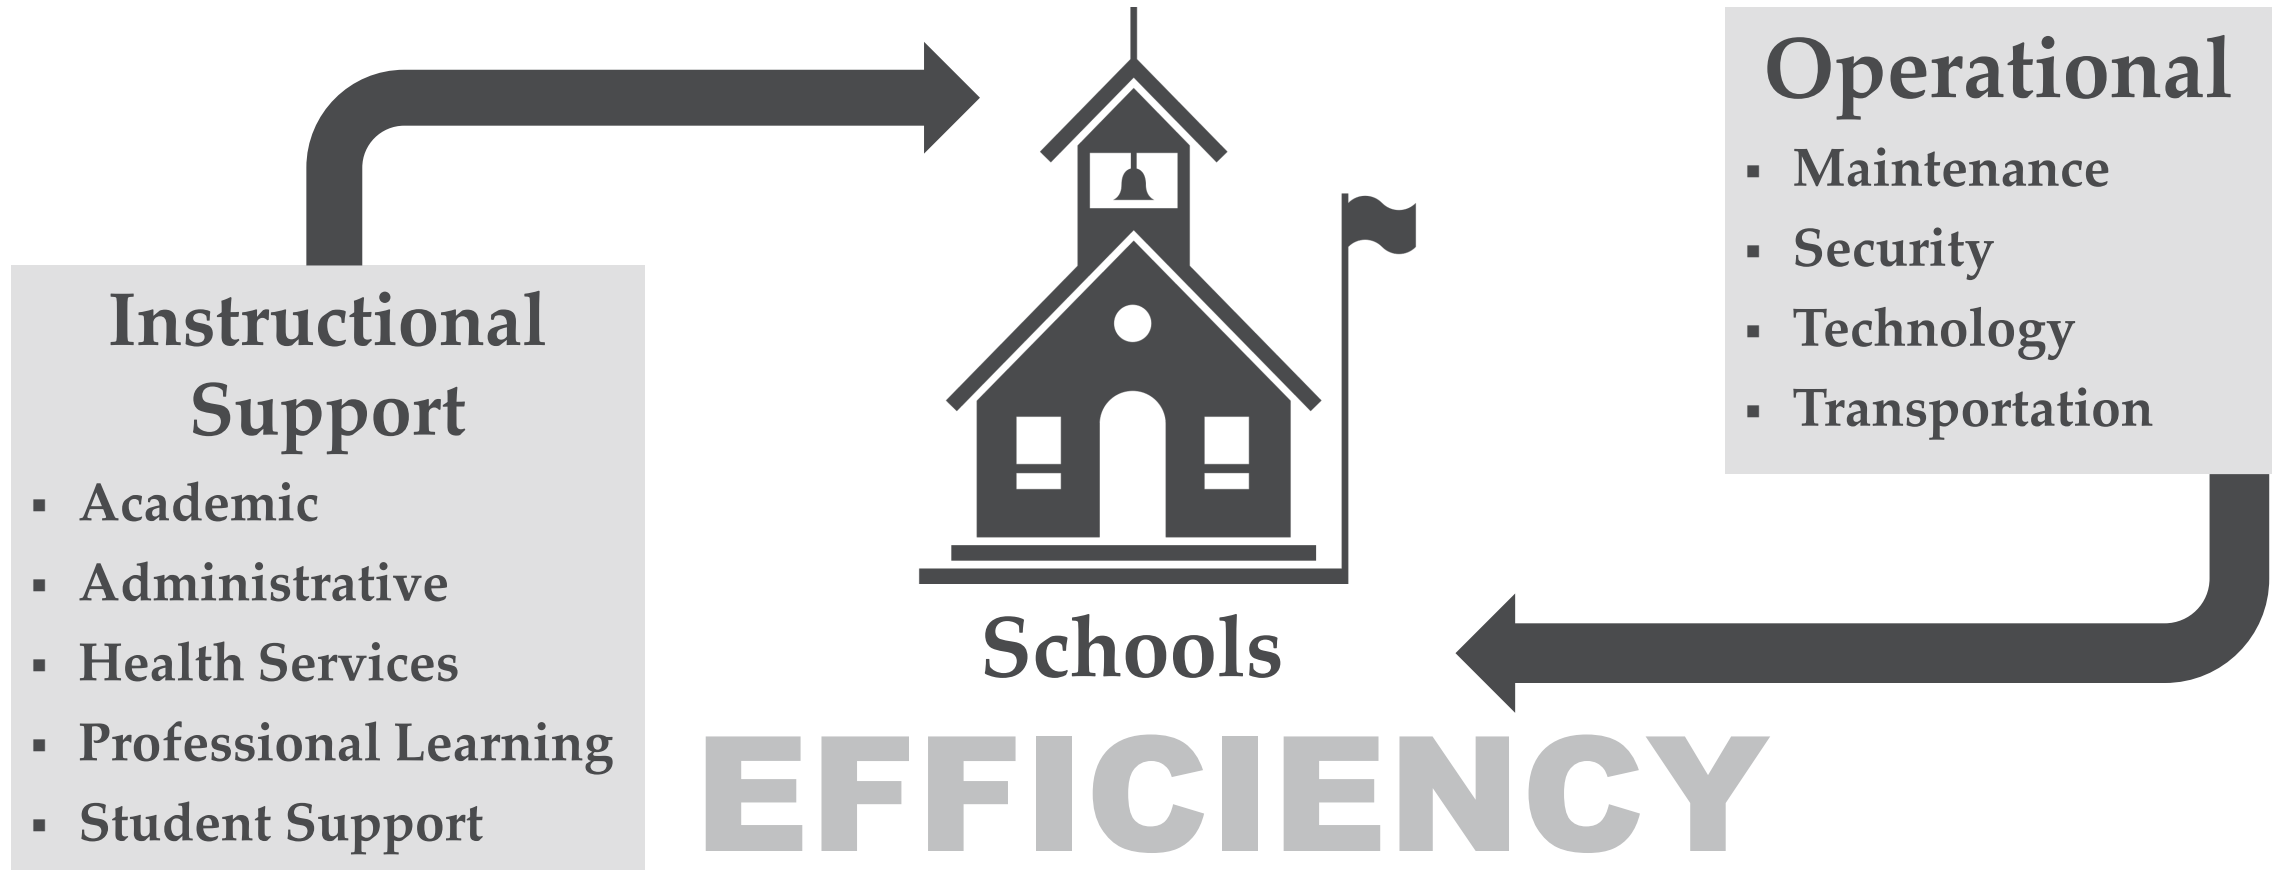 Instructional
Support
▪ Academic
▪ Administrative
▪ Health Services
▪ Professional Learning
▪ Student Support
Schools
EFFICIENCY
Operational
▪ Maintenance
▪ Security
▪ Technology
▪ Transportation